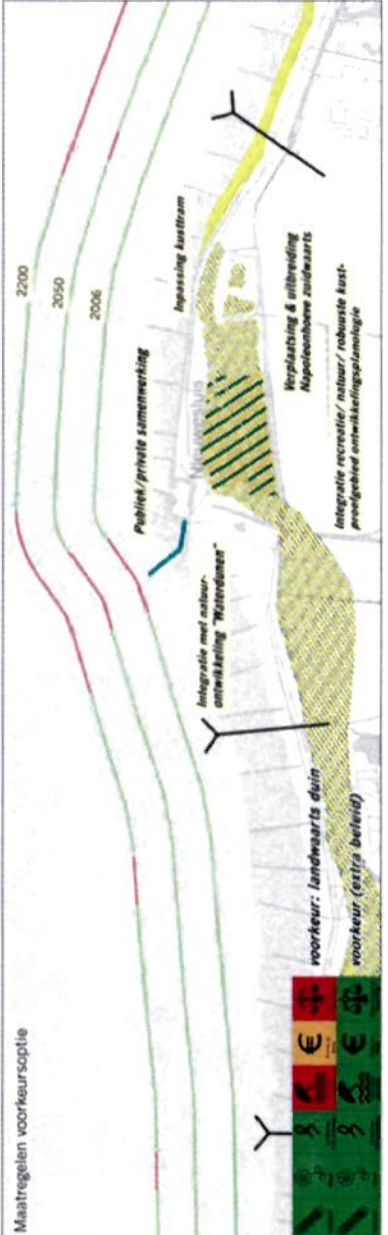 Maatregelen voorkeursoptie
2200
2050
2006
Publiek/private samenwerking
Inpassing kusttram
Integratie met natuur-
ontwikkeling "Waterdunen"
Verplaatsing & uitbreiding
Napoleonhoeve zuidwaarts
Integratie recreatie/ natuur/ robuuste kust-
proefgebied ontwikkelingsplanologie
voorkeur: landwaarts duin
voorkeur (extra beleid)
€
€